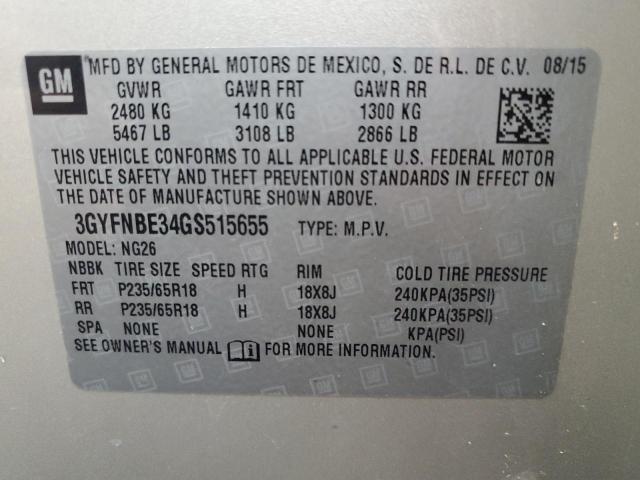 GM MFD BY GENERAL MOTORS DE MEXICO, S. DE R.L. DE C.V. 08/15
GVWR GAWR FRT GAWR RR
2480 KG 1410 KG 1300 KG
5467 LB 3108 LB 2866 LB
THIS VEHICLE CONFORMS TO ALL APPLICABLE U.S. FEDERAL MOTOR
VEHICLE SAFETY AND THEFT PREVENTION STANDARDS IN EFFECT ON
THE DATE OF MANUFACTURE SHOWN ABOVE.
3GYFNBE34GS515655 TYPE: M.P.V.
MODEL: NG26
NBBK TIRE SIZE SPEED RTG RIM COLD TIRE PRESSURE
FRT P235/65R18 H 18X8J 240KPA(35PSI)
RR P235/65R18 H 18X8J 240KPA(35PSI)
SPA NONE NONE KPA(PSI)
SEE OWNER'S MANUAL FOR MORE INFORMATION.